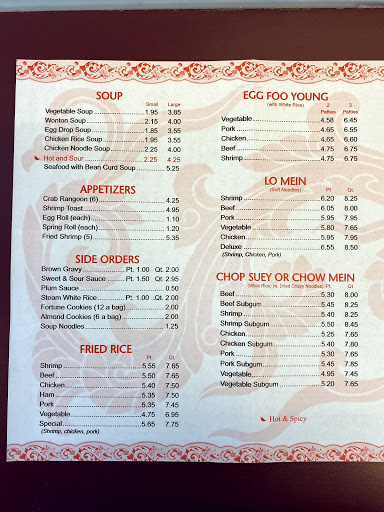 SOUP
Small Large
Vegetable Soup 1.95 3.85
Wonton Soup 2.15 4.00
Egg Drop Soup 1.85 3.55
Chicken Rice Soup 1.95 3.55
Chicken Noodle Soup 2.25 4.00
Hot and Sour 2.25 4.25
Seafood with Bean Curd Soup 5.25
APPETIZERS
Crab Rangoon (6) 4.25
Shrimp Toast 4.95
Egg Roll (each) 1.10
Spring Roll (each) 1.20
Fried Shrimp (5) 5.35
SIDE ORDERS
Brown Gravy Pt. 1.00 Qt. 2.00
Sweet & Sour Sauce Pt. 1.50 Qt. 2.95
Plum Sauce 0.50
Steam White Rice Pt. 1.00 Qt. 2.00
Fortune Cookies (12 a bag) 2.00
Almond Cookies (6 a bag) 2.00
Soup Noodles 1.25
FRIED RICE
Pt. Qt.
Shrimp 5.55 7.65
Beef 5.50 7.65
Chicken 5.40 7.50
Ham 5.35 7.50
Pork 5.35 7.45
Vegetable 4.75 6.95
Special 5.65 7.75
(Shrimp, chicken, pork)
EGG FOO YOUNG
(with White Rice) 2 3
Patties Patties
Vegetable 4.58 6.45
Pork 4.65 6.55
Chicken 4.65 6.60
Beef 4.75 6.75
Shrimp 4.75 6.75
LO MEIN
(Soft Noodles) Pt. Qt.
Shrimp 6.20 8.25
Beef 6.05 8.00
Pork 5.95 7.95
Vegetable 5.80 7.65
Chicken 5.95 7.95
Deluxe 6.55 8.50
(Shrimp, Chicken, Pork)
CHOP SUEY OR CHOW MEIN
(White Rice) (w. Dried Crispy Noodles) Pt. Qt.
Beef 5.30 8.00
Beef Subgum 5.45 8.25
Shrimp 5.40 8.25
Shrimp Subgum 5.50 8.45
Chicken 5.25 7.65
Chicken Subgum 5.40 7.80
Pork 5.30 7.65
Pork Subgum 5.45 7.85
Vegetable 4.95 7.45
Vegetable Subgum 5.20 7.65
Hot & Spicy